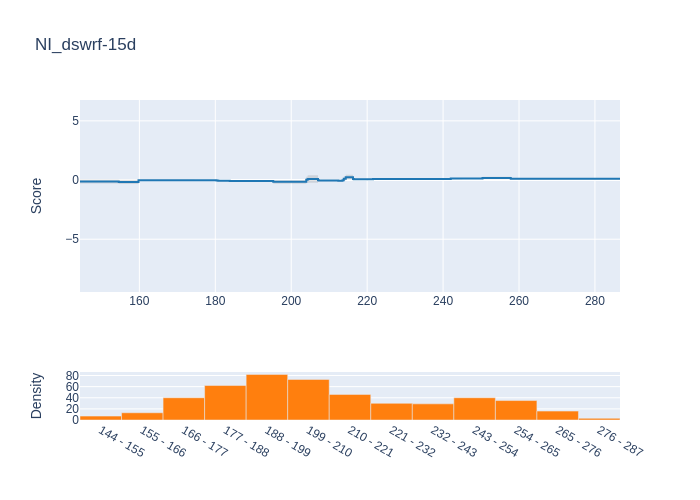 NI_dswrf-15d
5
0
−5
Score
160 180 200 220 240 260 280
80
60
40
20
0
Density
144 - 155
155 - 166
166 - 177
177 - 188
188 - 199
199 - 210
210 - 221
221 - 232
232 - 243
243 - 254
254 - 265
265 - 276
276 - 287